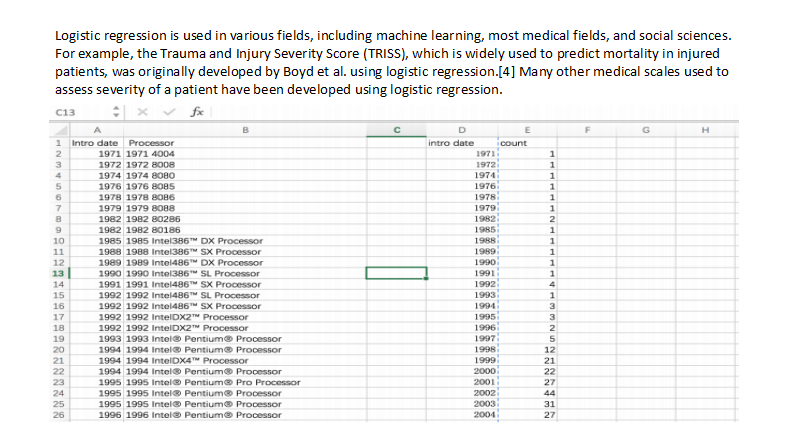 Logistic regression is used in various fields, including machine learning, most medical fields, and social sciences.
For example, the Trauma and Injury Severity Score (TRISS), which is widely used to predict mortality in injured
patients, was originally developed by Boyd et al. using logistic regression.[4] Many other medical scales used to
assess severity of a patient have been developed using logistic regression.
C13 fx
A B C D E F G H
1 Intro date Processor intro date count
2 1971 1971 4004 1971 1
3 1972 1972 8008 1972 1
4 1974 1974 8080 1974 1
5 1976 1976 8085 1976 1
6 1978 1978 8086 1978 1
7 1979 1979 8088 1979 1
8 1982 1982 80286 1982 2
9 1982 1982 80186 1985 1
10 1985 1985 Intel386™ DX Processor 1988 1
11 1988 1988 Intel386™ SX Processor 1989 1
12 1989 1989 Intel486™ DX Processor 1990 1
13 1990 1990 Intel386™ SL Processor 1991 1
14 1991 1991 Intel486™ SX Processor 1992 4
15 1992 1992 Intel486™ SL Processor 1993 1
16 1992 1992 Intel486™ SX Processor 1994 3
17 1992 1992 IntelDX2™ Processor 1995 3
18 1992 1992 IntelDX2™ Processor 1996 2
19 1993 1993 Intel® Pentium® Processor 1997 5
20 1994 1994 Intel® Pentium® Processor 1998 12
21 1994 1994 IntelDX4™ Processor 1999 21
22 1994 1994 Intel® Pentium® Processor 2000 22
23 1995 1995 Intel® Pentium® Pro Processor 2001 27
24 1995 1995 Intel® Pentium® Processor 2002 44
25 1995 1995 Intel® Pentium® Processor 2003 31
26 1996 1996 Intel® Pentium® Processor 2004 27